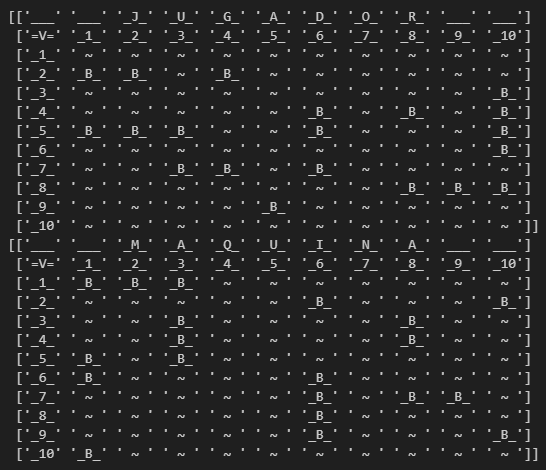 [['___' '___' '_J_' '_U_' '_G_' '_A_' '_D_' '_O_' '_R_' '___' '___']
['=V=' '_1_' '_2_' '_3_' '_4_' '_5_' '_6_' '_7_' '_8_' '_9_' '_10']
['_1_' ' ~ ' ' ~ ' ' ~ ' ' ~ ' ' ~ ' ' ~ ' ' ~ ' ' ~ ' ' ~ ' ' ~ ']
['_2_' '_B_' '_B_' ' ~ ' '_B_' ' ~ ' ' ~ ' ' ~ ' ' ~ ' ' ~ ' ' ~ ']
['_3_' ' ~ ' ' ~ ' ' ~ ' ' ~ ' ' ~ ' ' ~ ' ' ~ ' ' ~ ' ' ~ ' '_B_']
['_4_' ' ~ ' ' ~ ' ' ~ ' ' ~ ' ' ~ ' '_B_' ' ~ ' '_B_' ' ~ ' '_B_']
['_5_' '_B_' '_B_' '_B_' ' ~ ' ' ~ ' '_B_' ' ~ ' ' ~ ' ' ~ ' '_B_']
['_6_' ' ~ ' ' ~ ' ' ~ ' ' ~ ' ' ~ ' ' ~ ' ' ~ ' ' ~ ' ' ~ ' '_B_']
['_7_' ' ~ ' ' ~ ' '_B_' '_B_' ' ~ ' '_B_' ' ~ ' ' ~ ' ' ~ ' ' ~ ']
['_8_' ' ~ ' ' ~ ' ' ~ ' ' ~ ' ' ~ ' ' ~ ' ' ~ ' '_B_' '_B_' '_B_']
['_9_' ' ~ ' ' ~ ' ' ~ ' ' ~ ' '_B_' ' ~ ' ' ~ ' ' ~ ' ' ~ ' ' ~ ']
['_10' ' ~ ' ' ~ ' ' ~ ' ' ~ ' ' ~ ' ' ~ ' ' ~ ' ' ~ ' ' ~ ' ' ~ ']]
[['___' '___' '_M_' '_A_' '_Q_' '_U_' '_I_' '_N_' '_A_' '___' '___']
['=V=' '_1_' '_2_' '_3_' '_4_' '_5_' '_6_' '_7_' '_8_' '_9_' '_10']
['_1_' '_B_' '_B_' '_B_' ' ~ ' ' ~ ' ' ~ ' ' ~ ' ' ~ ' ' ~ ' ' ~ ']
['_2_' ' ~ ' ' ~ ' ' ~ ' ' ~ ' ' ~ ' '_B_' ' ~ ' ' ~ ' ' ~ ' '_B_']
['_3_' ' ~ ' ' ~ ' '_B_' ' ~ ' ' ~ ' ' ~ ' ' ~ ' '_B_' ' ~ ' ' ~ ']
['_4_' ' ~ ' ' ~ ' '_B_' ' ~ ' ' ~ ' ' ~ ' ' ~ ' '_B_' ' ~ ' ' ~ ']
['_5_' '_B_' ' ~ ' '_B_' ' ~ ' ' ~ ' ' ~ ' ' ~ ' ' ~ ' ' ~ ' ' ~ ']
['_6_' '_B_' ' ~ ' ' ~ ' ' ~ ' ' ~ ' '_B_' ' ~ ' ' ~ ' ' ~ ' ' ~ ']
['_7_' ' ~ ' ' ~ ' ' ~ ' ' ~ ' ' ~ ' '_B_' ' ~ ' '_B_' '_B_' ' ~ ']
['_8_' ' ~ ' ' ~ ' ' ~ ' ' ~ ' ' ~ ' '_B_' ' ~ ' ' ~ ' ' ~ ' ' ~ ']
['_9_' ' ~ ' ' ~ ' ' ~ ' ' ~ ' ' ~ ' '_B_' ' ~ ' ' ~ ' ' ~ ' '_B_']
['_10' '_B_' ' ~ ' ' ~ ' ' ~ ' ' ~ ' ' ~ ' ' ~ ' ' ~ ' ' ~ ' ' ~ ']]